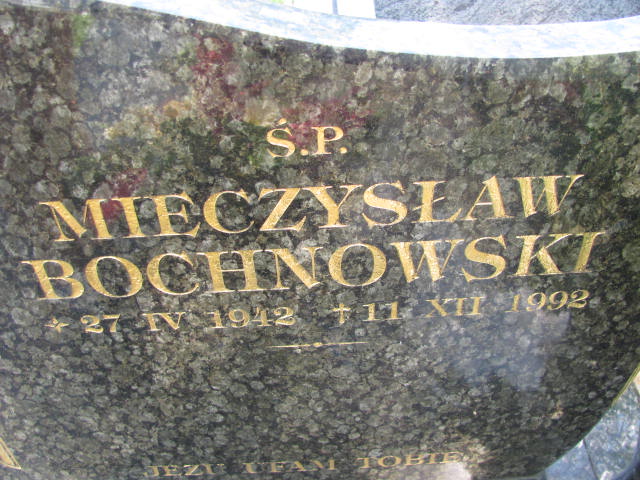 Ś.P.
MIECZYSŁAW
BOCHNOWSKI
* 27 IV 1942 † 11 XII 1992
JEZU UFAM TOBIE